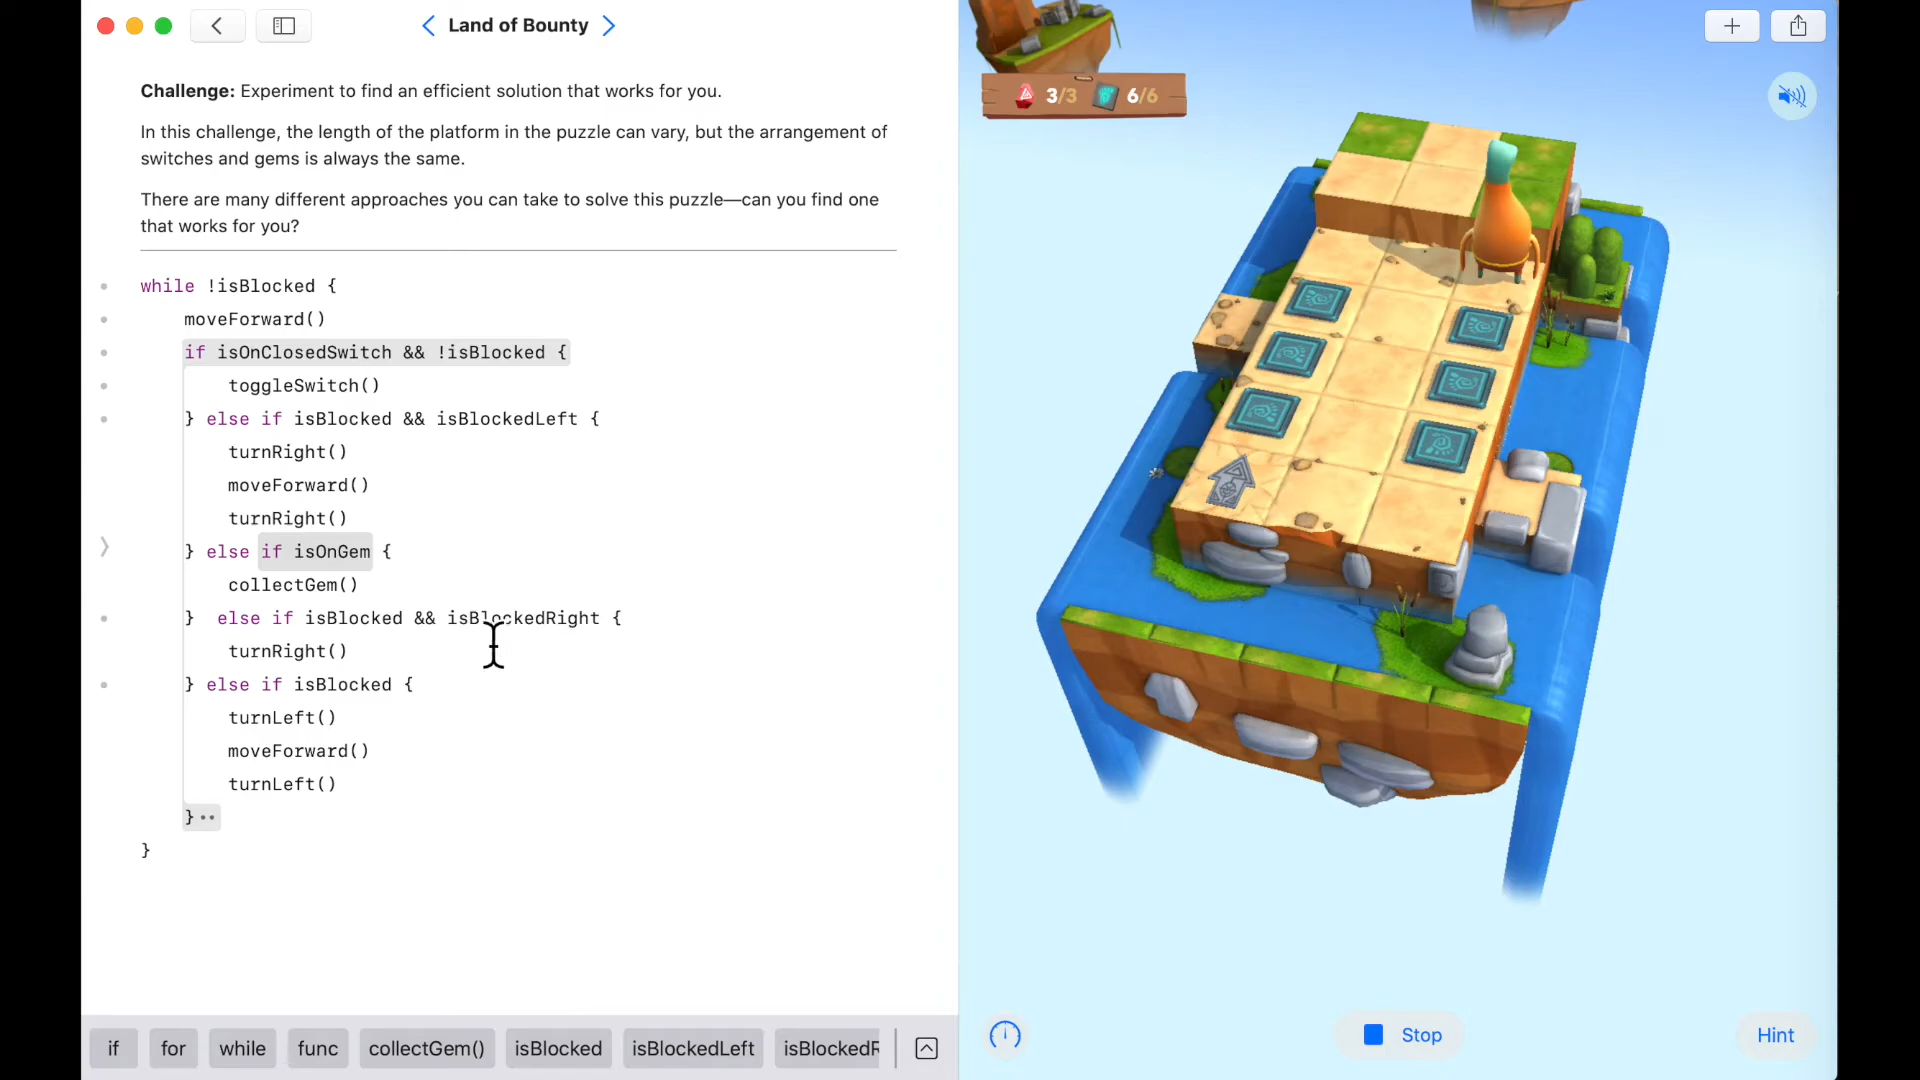 Land of Bounty
Challenge: Experiment to find an efficient solution that works for you.
In this challenge, the length of the platform in the puzzle can vary, but the arrangement of
switches and gems is always the same.
There are many different approaches you can take to solve this puzzle—can you find one
that works for you?
while !isBlocked {
moveForward()
if isOnClosedSwitch && !isBlocked {
toggleSwitch()
} else if isBlocked && isBlockedLeft {
turnRight()
moveForward()
turnRight()
} else if isOnGem {
collectGem()
} else if isBlocked && isBlockedRight {
turnRight()
} else if isBlocked {
turnLeft()
moveForward()
turnLeft()
}
}
if for while func collectGem() isBlocked isBlockedLeft isBlockedR
3/3 6/6
Stop
Hint